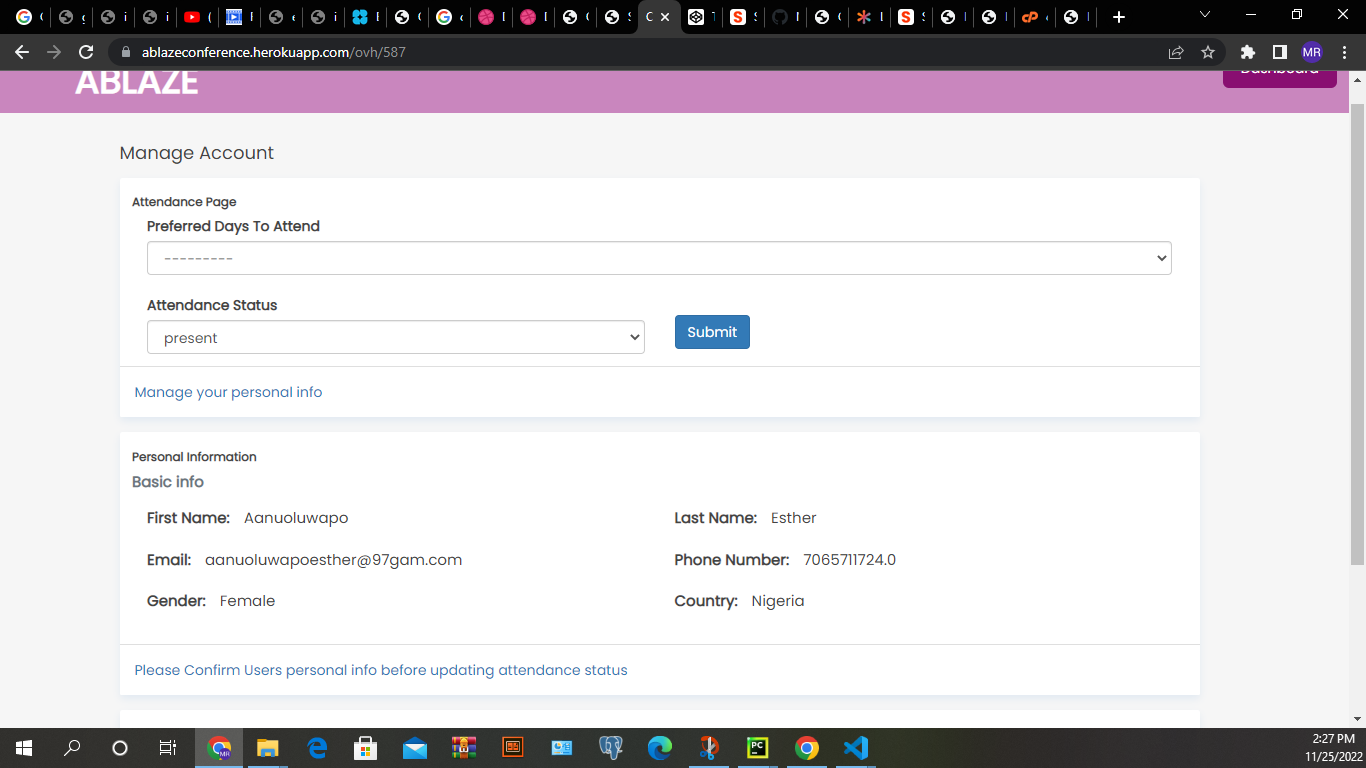 ablazeconference.herokuapp.com/ovh/587
MR
ABLAZE
Dashboard
Manage Account
Attendance Page
Preferred Days To Attend
---------
Attendance Status
present
Submit
Manage your personal info
Personal Information
Basic info
First Name: Aanuoluwapo
Last Name: Esther
Email: aanuoluwapoesther@97gam.com
Phone Number: 7065711724.0
Gender: Female
Country: Nigeria
Please Confirm Users personal info before updating attendance status
2:27 PM
11/25/2022